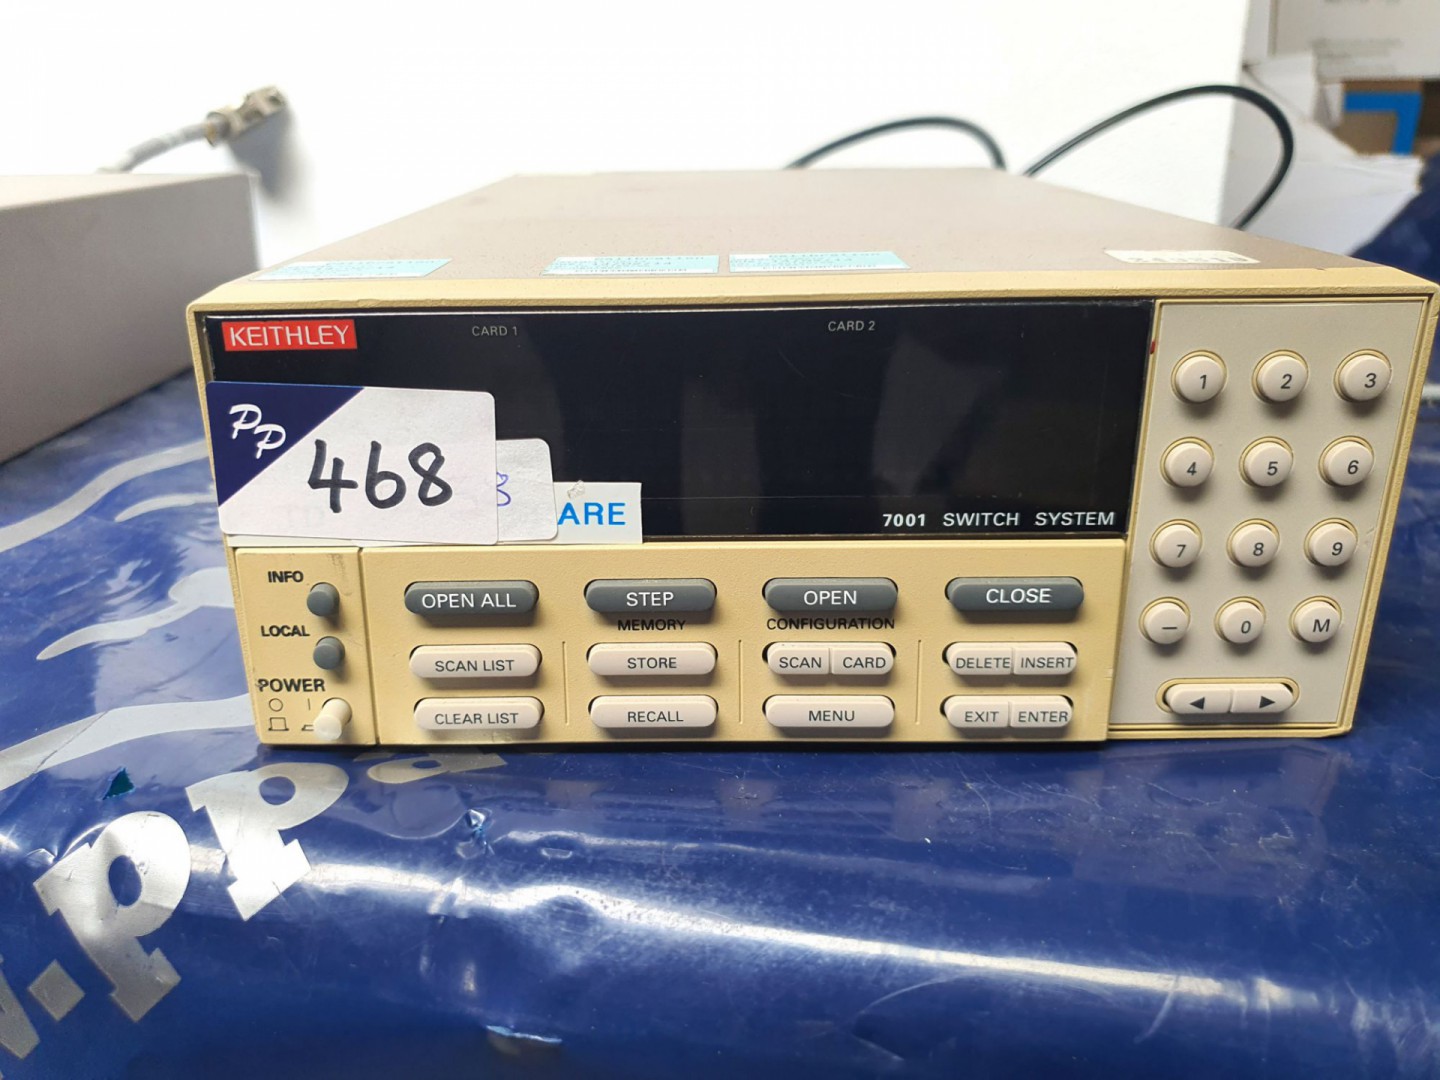 KEITHLEY
CARD 1
CARD 2
PP
468
8
ARE
7001 SWITCH SYSTEM
1 2 3
4 5 6
7 8 9
— 0 M
◄ ►
INFO
LOCAL
POWER
OPEN ALL
STEP
OPEN
CLOSE
MEMORY
CONFIGURATION
SCAN LIST
STORE
SCAN
CARD
DELETE
INSERT
CLEAR LIST
RECALL
MENU
EXIT
ENTER
.pp